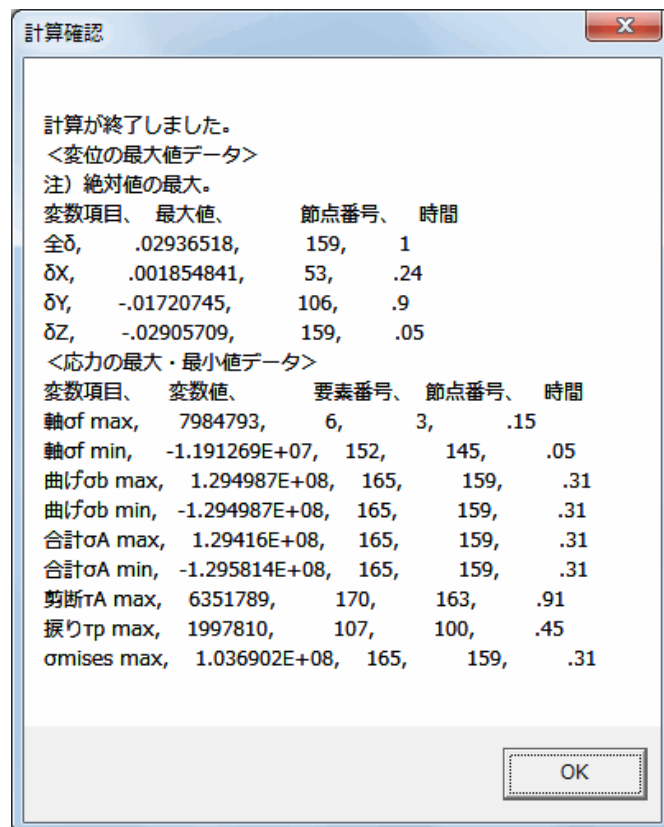 計算確認
計算が終了しました。
＜変位の最大値データ＞
注）絶対値の最大。
変数項目、 最大値、 節点番号、 時間
全δ, .02936518, 159, 1
δX, .001854841, 53, .24
δY, -.01720745, 106, .9
δZ, -.02905709, 159, .05
＜応力の最大・最小値データ＞
変数項目、 変数値、 要素番号、 節点番号、 時間
軸σf max, 7984793, 6, 3, .15
軸σf min, -1.191269E+07, 152, 145, .05
曲げσb max, 1.294987E+08, 165, 159, .31
曲げσb min, -1.294987E+08, 165, 159, .31
合計σA max, 1.29416E+08, 165, 159, .31
合計σA min, -1.295814E+08, 165, 159, .31
剪断τA max, 6351789, 170, 163, .91
捩りτp max, 1997810, 107, 100, .45
σmises max, 1.036902E+08, 165, 159, .31
OK